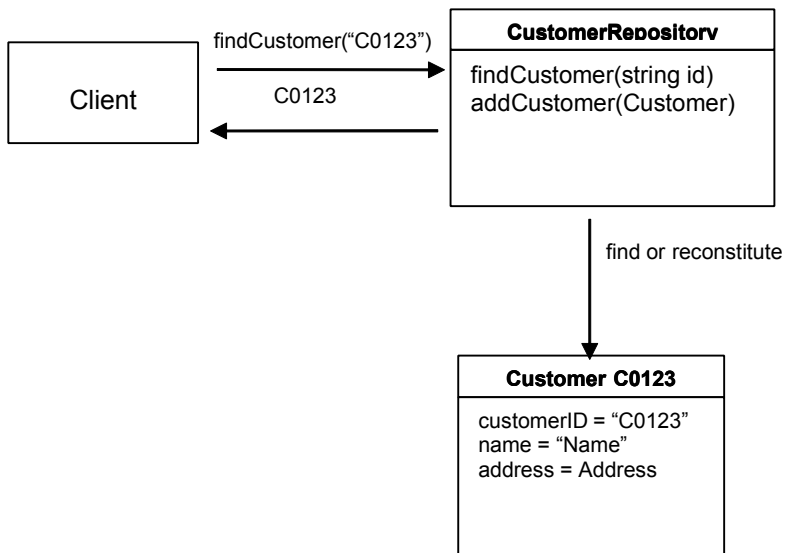 findCustomer(“C0123”)
Client
C0123
CustomerRepository
findCustomer(string id)
addCustomer(Customer)
find or reconstitute
Customer C0123
customerID = “C0123”
name = “Name”
address = Address